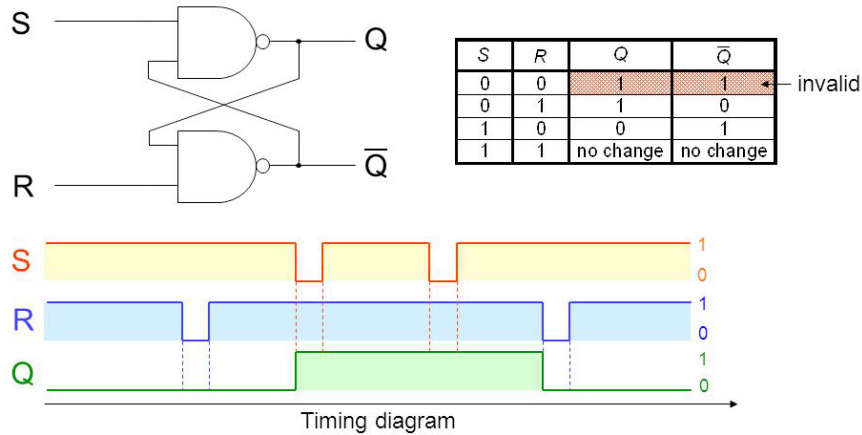 S
Q
R
Q̅
S R Q Q̅
0 0 1 1
invalid
0 1 1 0
1 0 0 1
1 1 no change no change
S
1
0
R
1
0
Q
1
0
Timing diagram